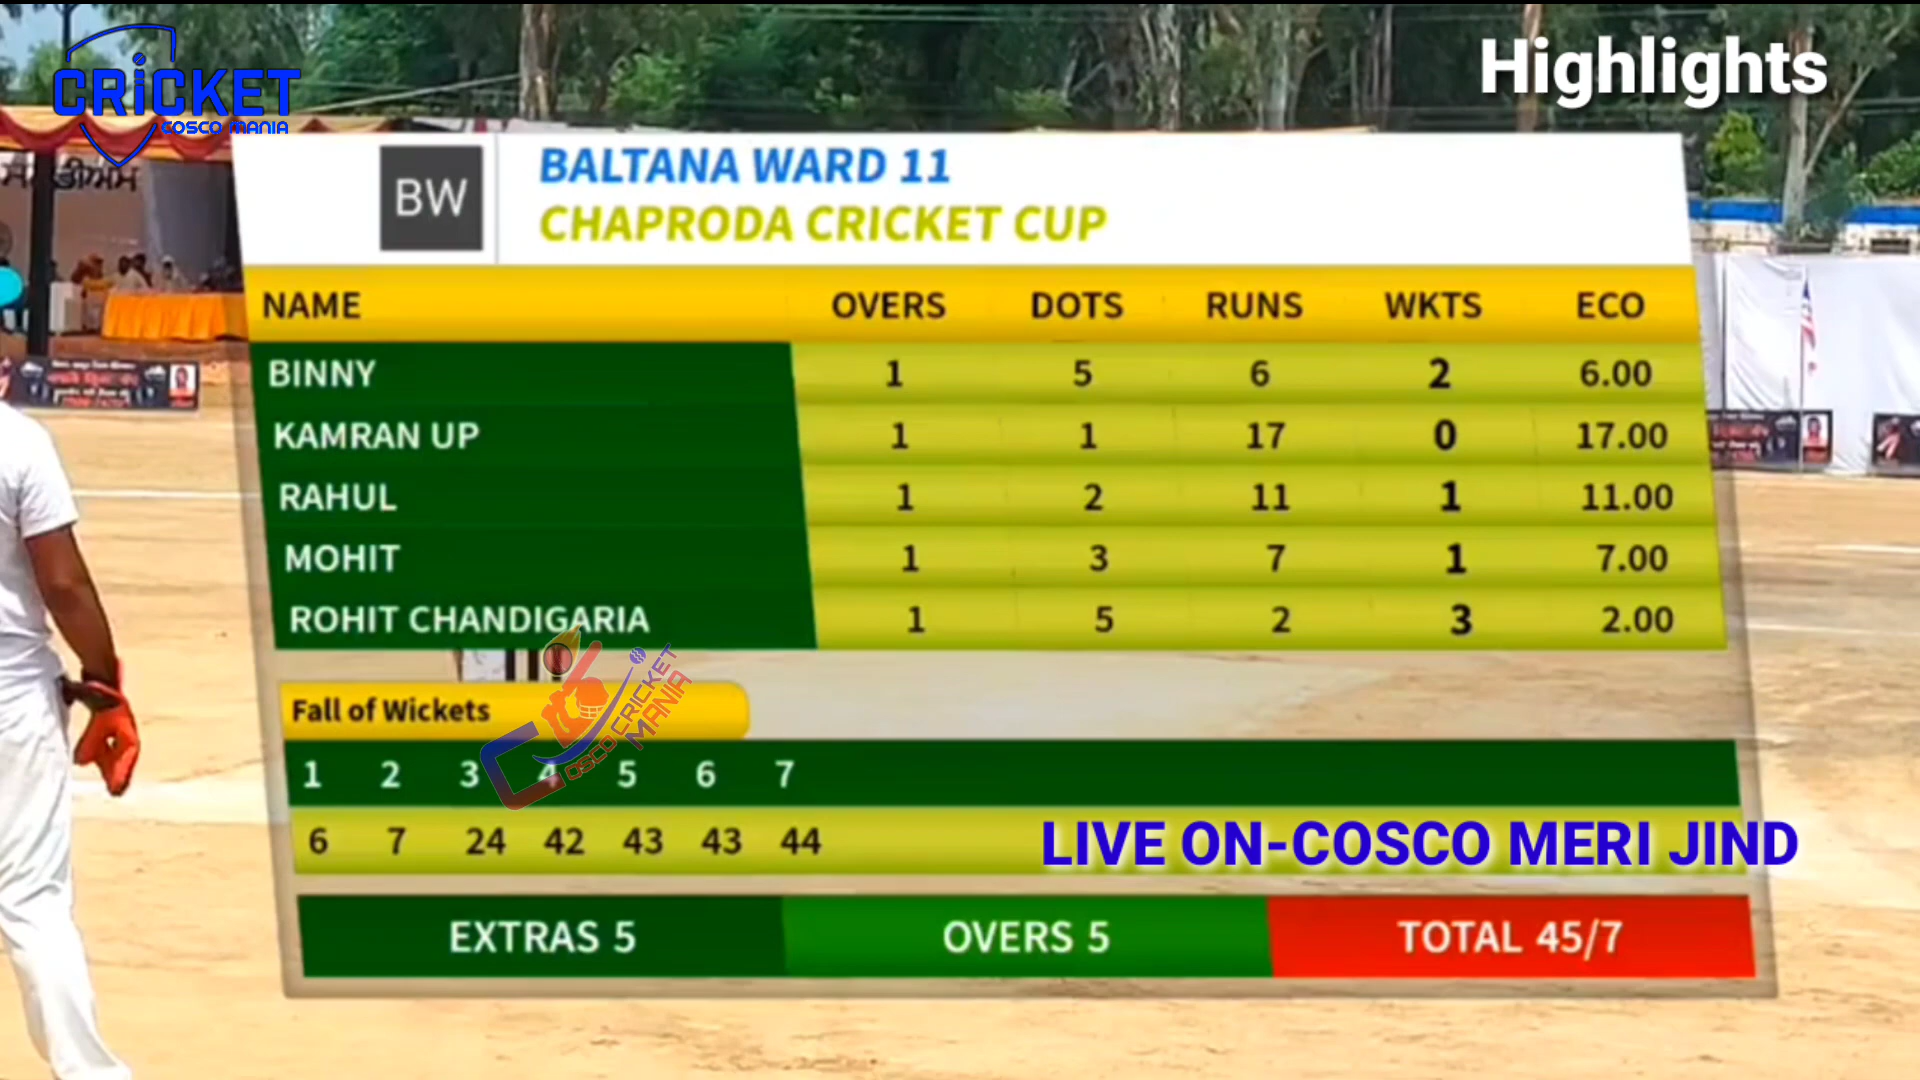 CRiCKET
COSCO MANIA
Highlights
BW
BALTANA WARD 11
CHAPRODA CRICKET CUP
NAME OVERS DOTS RUNS WKTS ECO
BINNY 1 5 6 2 6.00
KAMRAN UP 1 1 17 0 17.00
RAHUL 1 2 11 1 11.00
MOHIT 1 3 7 1 7.00
ROHIT CHANDIGARIA 1 5 2 3 2.00
Fall of Wickets
COSCO CRICKET
MANIA
1 2 3 4 5 6 7
6 7 24 42 43 43 44
LIVE ON-COSCO MERI JIND
EXTRAS 5 OVERS 5 TOTAL 45/7